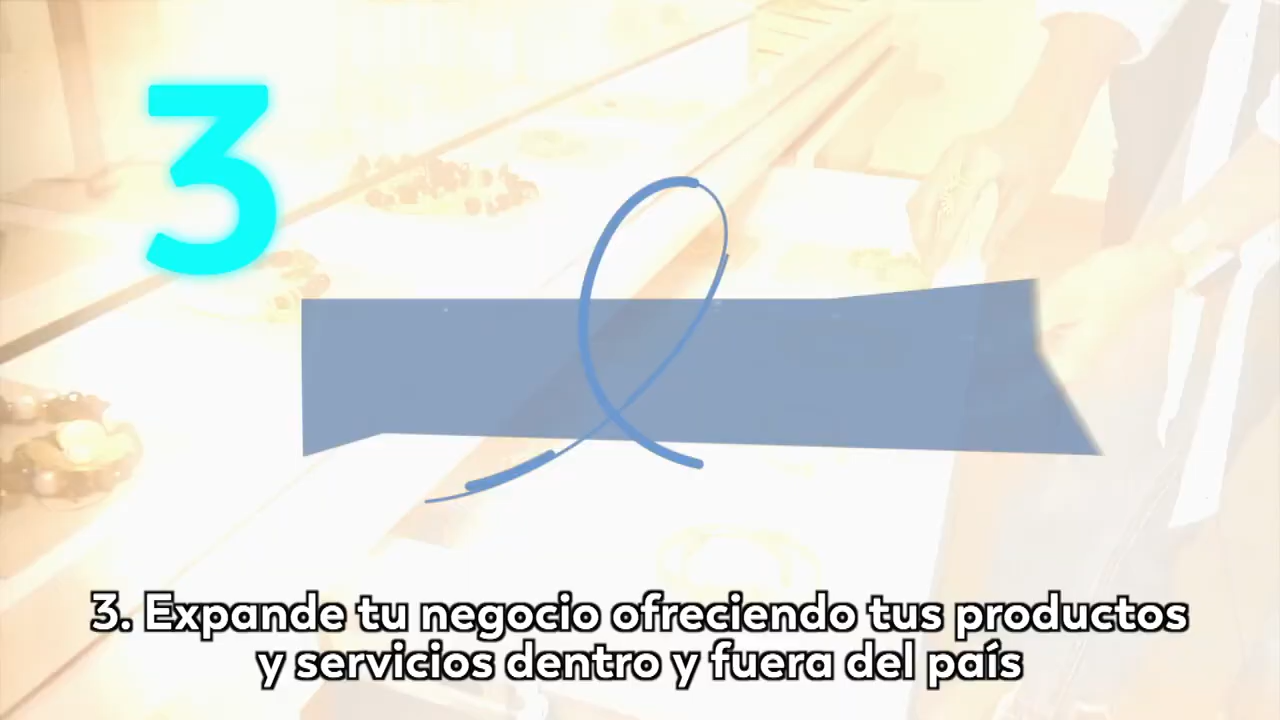 3
3. Expande tu negocio ofreciendo tus productos
y servicios dentro y fuera del país